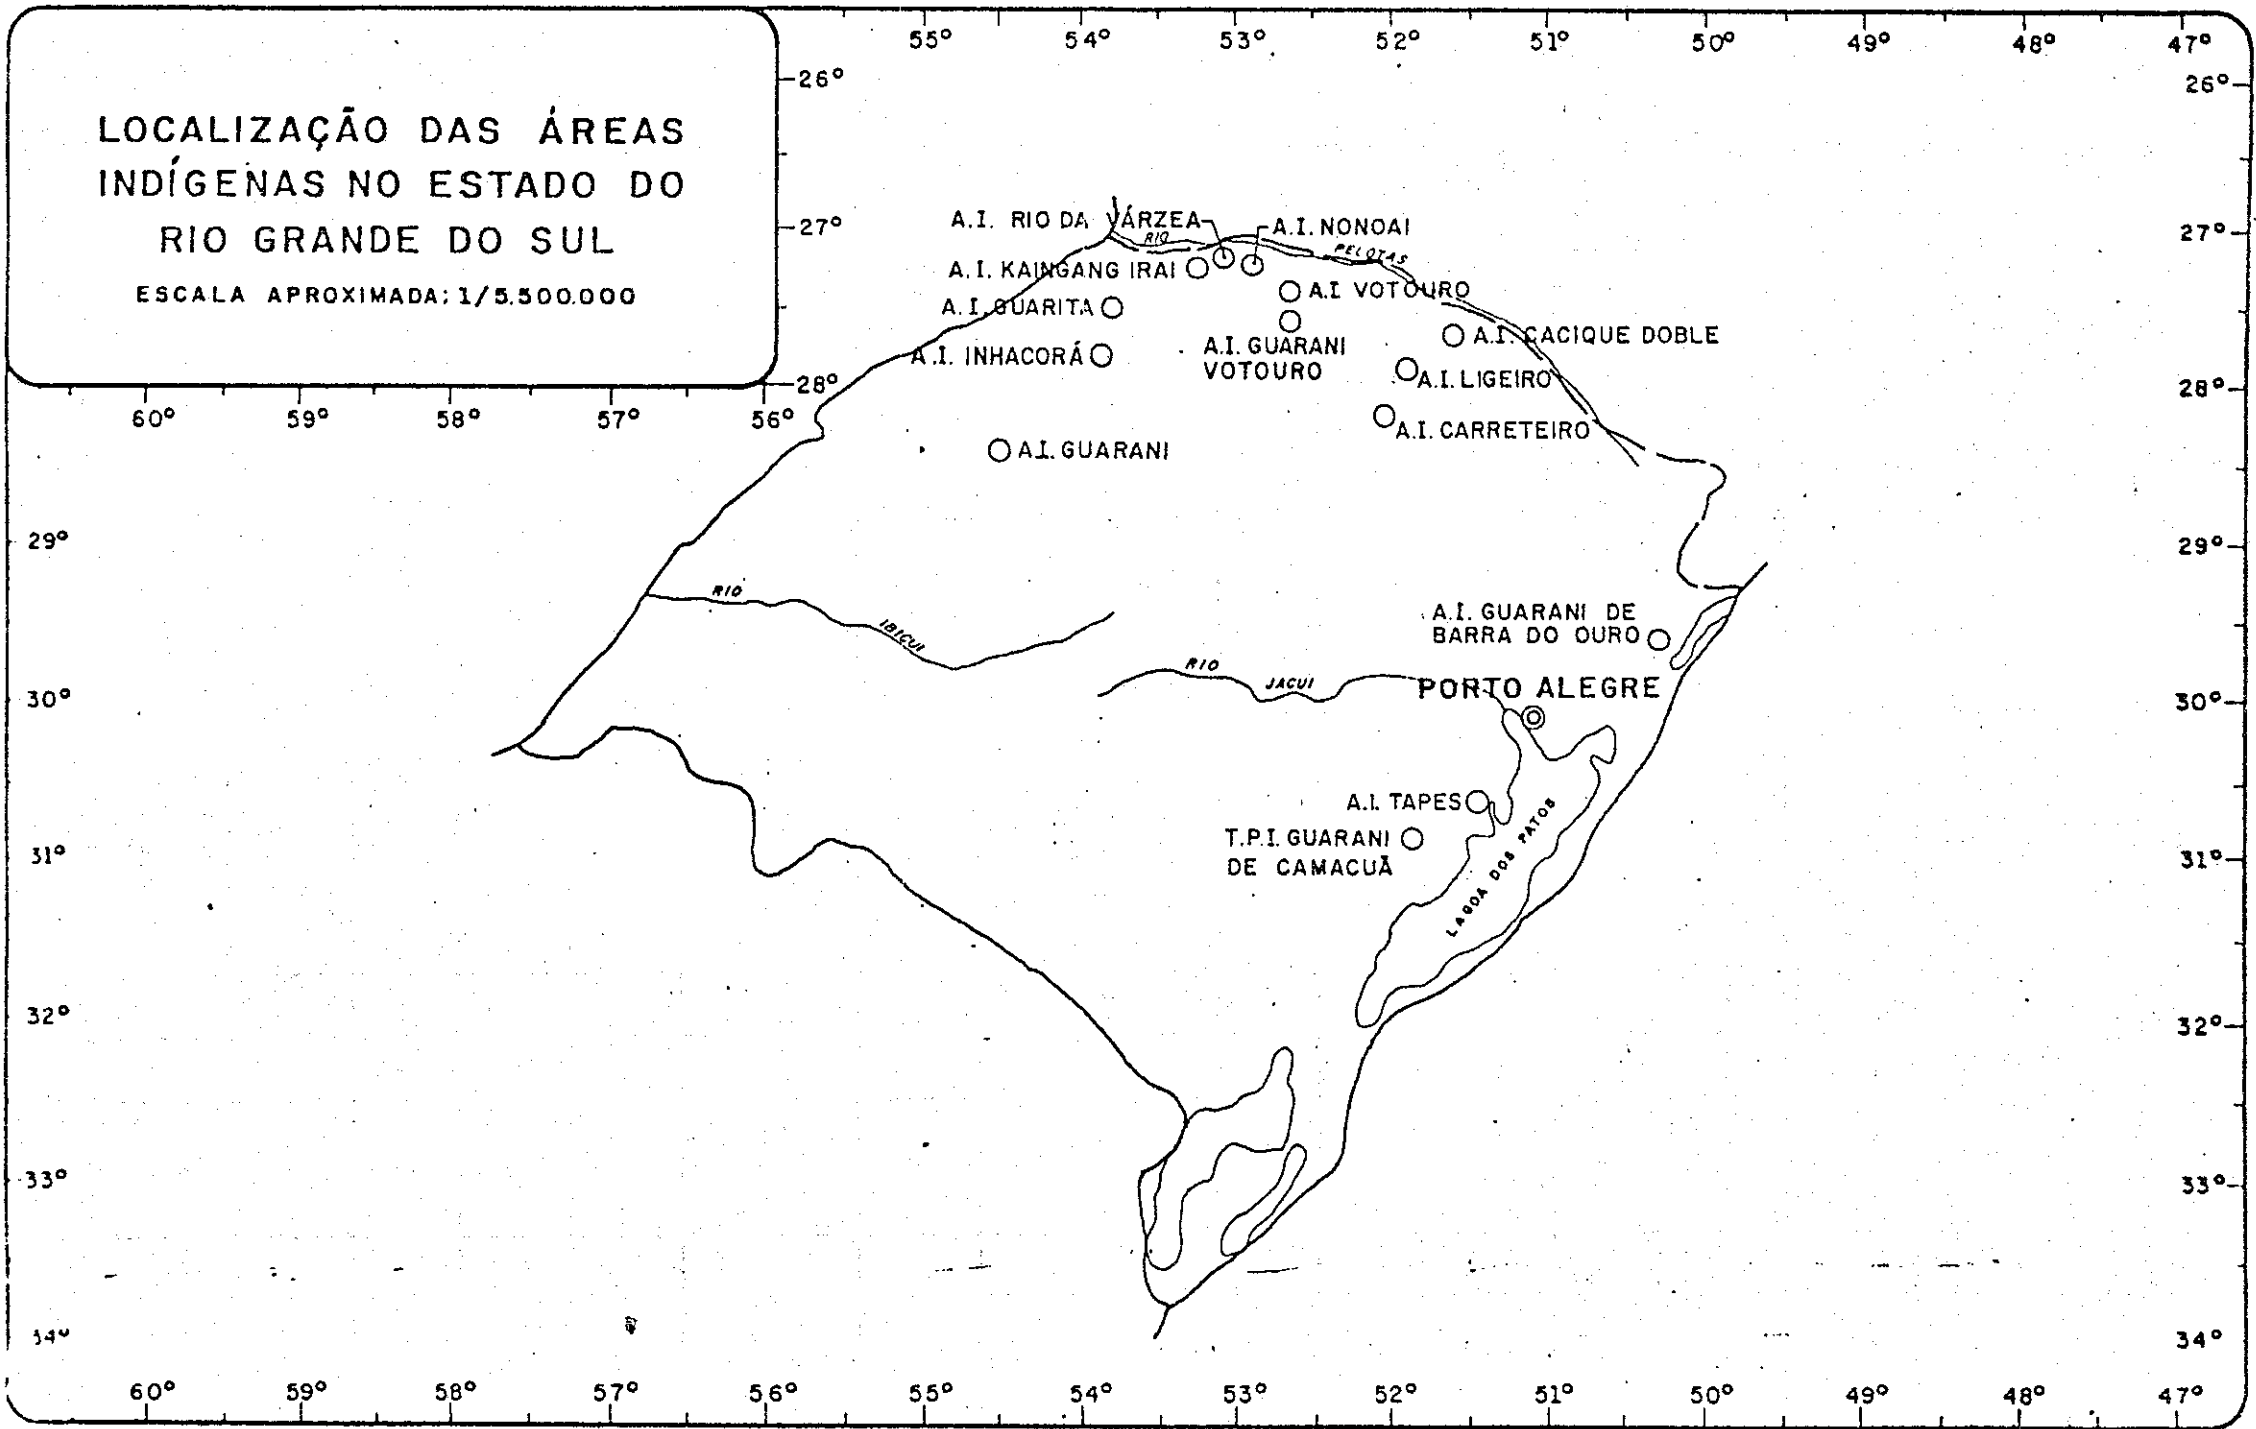 LOCALIZAÇÃO DAS ÁREAS
INDÍGENAS NO ESTADO DO
RIO GRANDE DO SUL
ESCALA APROXIMADA: 1/5.500.000
55° 54° 53° 52° 51° 50° 49° 48° 47°
26° 26°
27° 27°
28° 28°
60° 59° 58° 57° 56°
A.I. RIO DA VÁRZEA
A.I. NONOAI
RIO PELOTAS
A.I. KAINGANG IRAI
A.I. VOTOURO
A.I. GUARITA
A.I. CACIQUE DOBLE
A.I. INHACORÁ
A.I. GUARANI
VOTOURO
A.I. LIGEIRO
A.I. CARRETEIRO
A.I. GUARANI
29° 29°
RIO IBICUI
A.I. GUARANI DE
BARRA DO OURO
RIO JACUI
30° 30°
PORTO ALEGRE
A.I. TAPES
T.P.I. GUARANI
DE CAMACUÃ
LAGOA DOS PATOS
31° 31°
32° 32°
33° 33°
34° 34°
60° 59° 58° 57° 56° 55° 54° 53° 52° 51° 50° 49° 48° 47°